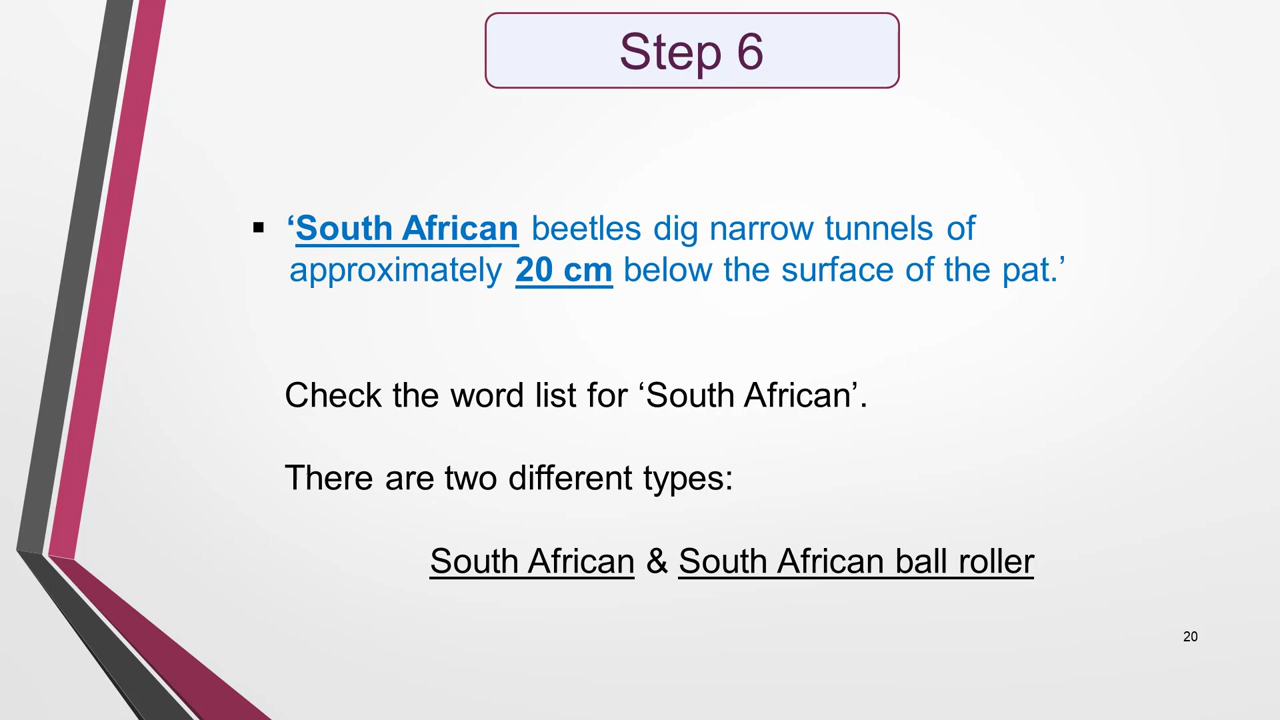 Step 6
▪ ‘South African beetles dig narrow tunnels of
approximately 20 cm below the surface of the pat.’
Check the word list for ‘South African’.
There are two different types:
South African & South African ball roller
20